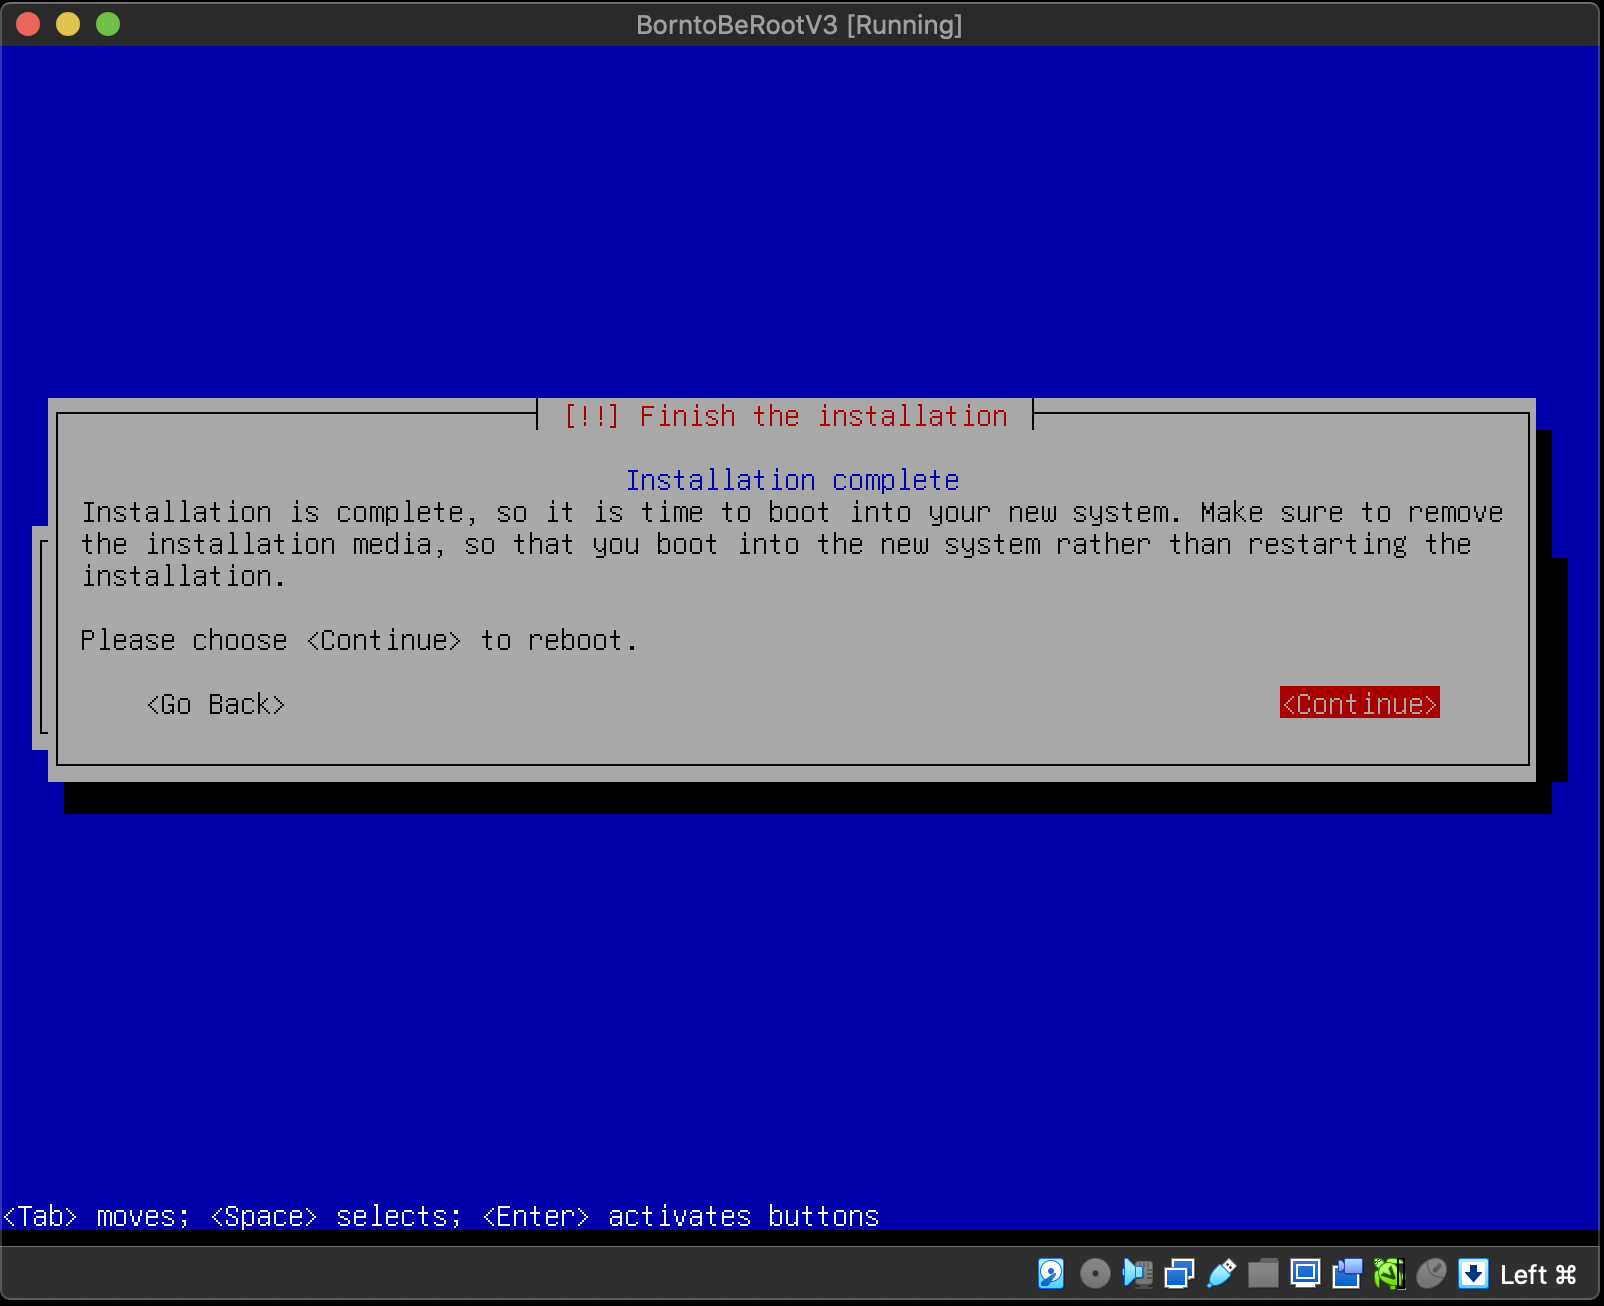 BorntoBeRootV3 [Running]
[!!] Finish the installation
Installation complete
Installation is complete, so it is time to boot into your new system. Make sure to remove
the installation media, so that you boot into the new system rather than restarting the
installation.
Please choose <Continue> to reboot.
<Go Back> <Continue>
<Tab> moves; <Space> selects; <Enter> activates buttons
Left ⌘